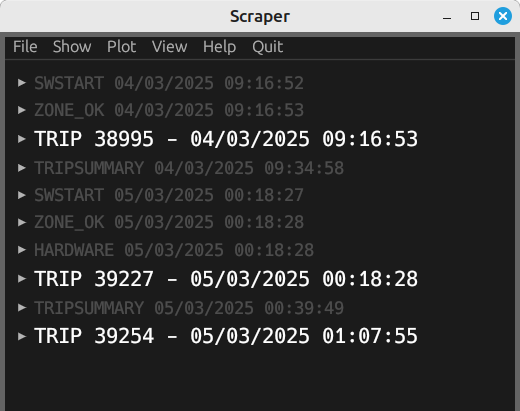 Scraper
File Show Plot View Help Quit
SWSTART 04/03/2025 09:16:52
ZONE_OK 04/03/2025 09:16:53
TRIP 38995 – 04/03/2025 09:16:53
TRIPSUMMARY 04/03/2025 09:34:58
SWSTART 05/03/2025 00:18:27
ZONE_OK 05/03/2025 00:18:28
HARDWARE 05/03/2025 00:18:28
TRIP 39227 – 05/03/2025 00:18:28
TRIPSUMMARY 05/03/2025 00:39:49
TRIP 39254 – 05/03/2025 01:07:55